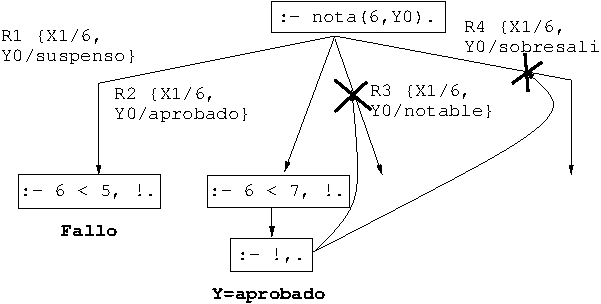 :- nota(6,Y0).
R1 {X1/6,
Y0/suspenso}
R2 {X1/6,
Y0/aprobado}
R3 {X1/6,
Y0/notable}
R4 {X1/6,
Y0/sobresali
:- 6 < 5, !.
Fallo
:- 6 < 7, !.
:- !,.
Y=aprobado